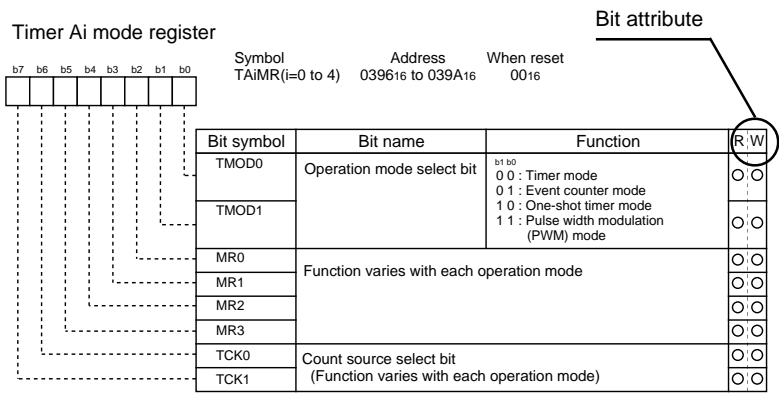 Bit attribute
Timer Ai mode register
Symbol Address When reset
TAiMR(i=0 to 4) 039616 to 039A16 0016
b7 b6 b5 b4 b3 b2 b1 b0
Bit symbol Bit name Function R W
TMOD0 Operation mode select bit
b1 b0
0 0 : Timer mode
0 1 : Event counter mode
1 0 : One-shot timer mode
1 1 : Pulse width modulation
(PWM) mode
TMOD1
MR0
Function varies with each operation mode
MR1
MR2
MR3
TCK0 Count source select bit
(Function varies with each operation mode)
TCK1